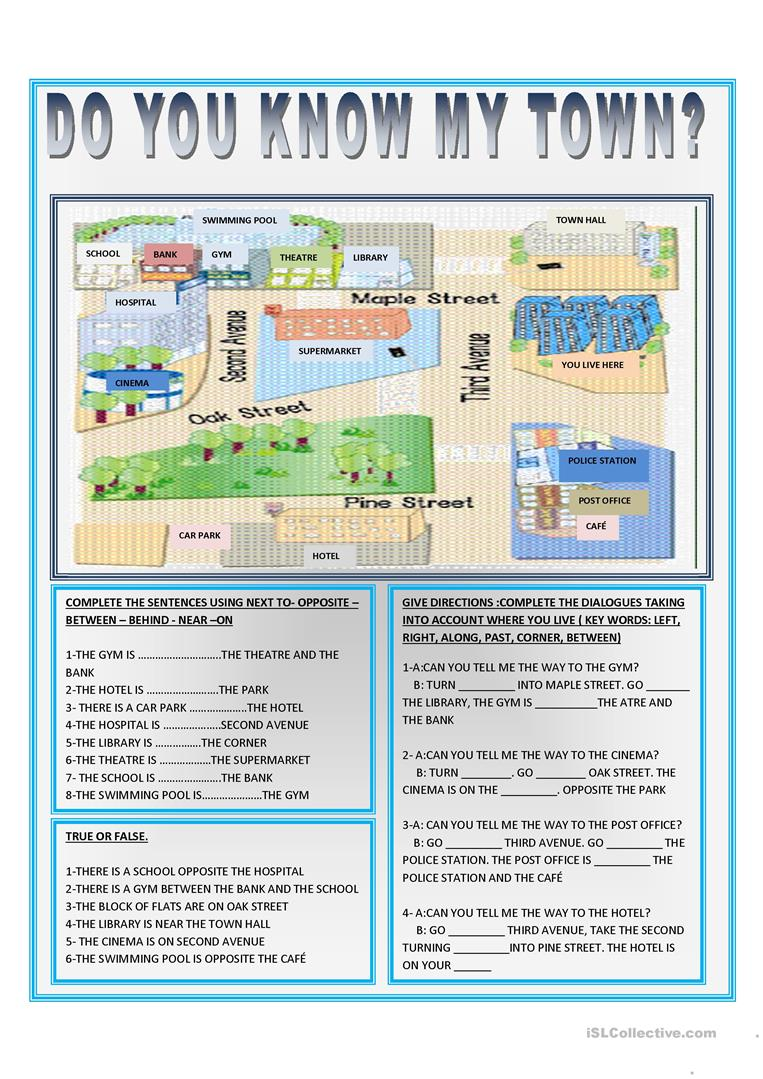 DO YOU KNOW MY TOWN?
SWIMMING POOL
TOWN HALL
SCHOOL
BANK
GYM
THEATRE
LIBRARY
HOSPITAL
Maple Street
Second Avenue
SUPERMARKET
Third Avenue
YOU LIVE HERE
CINEMA
Oak Street
POLICE STATION
Pine Street
POST OFFICE
CAFÉ
CAR PARK
HOTEL
COMPLETE THE SENTENCES USING NEXT TO- OPPOSITE –
BETWEEN – BEHIND - NEAR –ON
1-THE GYM IS ………………………..THE THEATRE AND THE
BANK
2-THE HOTEL IS …………………….THE PARK
3- THERE IS A CAR PARK ………………..THE HOTEL
4-THE HOSPITAL IS ………………..SECOND AVENUE
5-THE LIBRARY IS …………….THE CORNER
6-THE THEATRE IS ………………THE SUPERMARKET
7- THE SCHOOL IS ………………….THE BANK
8-THE SWIMMING POOL IS…………………THE GYM
TRUE OR FALSE.
1-THERE IS A SCHOOL OPPOSITE THE HOSPITAL
2-THERE IS A GYM BETWEEN THE BANK AND THE SCHOOL
3-THE BLOCK OF FLATS ARE ON OAK STREET
4-THE LIBRARY IS NEAR THE TOWN HALL
5- THE CINEMA IS ON SECOND AVENUE
6-THE SWIMMING POOL IS OPPOSITE THE CAFÉ
GIVE DIRECTIONS :COMPLETE THE DIALOGUES TAKING
INTO ACCOUNT WHERE YOU LIVE ( KEY WORDS: LEFT,
RIGHT, ALONG, PAST, CORNER, BETWEEN)
1-A:CAN YOU TELL ME THE WAY TO THE GYM?
B: TURN _________ INTO MAPLE STREET. GO _______
THE LIBRARY, THE GYM IS __________THE ATRE AND
THE BANK
2- A:CAN YOU TELL ME THE WAY TO THE CINEMA?
B: TURN ________. GO ________ OAK STREET. THE
CINEMA IS ON THE _________. OPPOSITE THE PARK
3-A: CAN YOU TELL ME THE WAY TO THE POST OFFICE?
B: GO _________ THIRD AVENUE. GO _________ THE
POLICE STATION. THE POST OFFICE IS _________ THE
POLICE STATION AND THE CAFÉ
4- A:CAN YOU TELL ME THE WAY TO THE HOTEL?
B: GO _________ THIRD AVENUE, TAKE THE SECOND
TURNING _________INTO PINE STREET. THE HOTEL IS
ON YOUR ______
iSLCollective.com